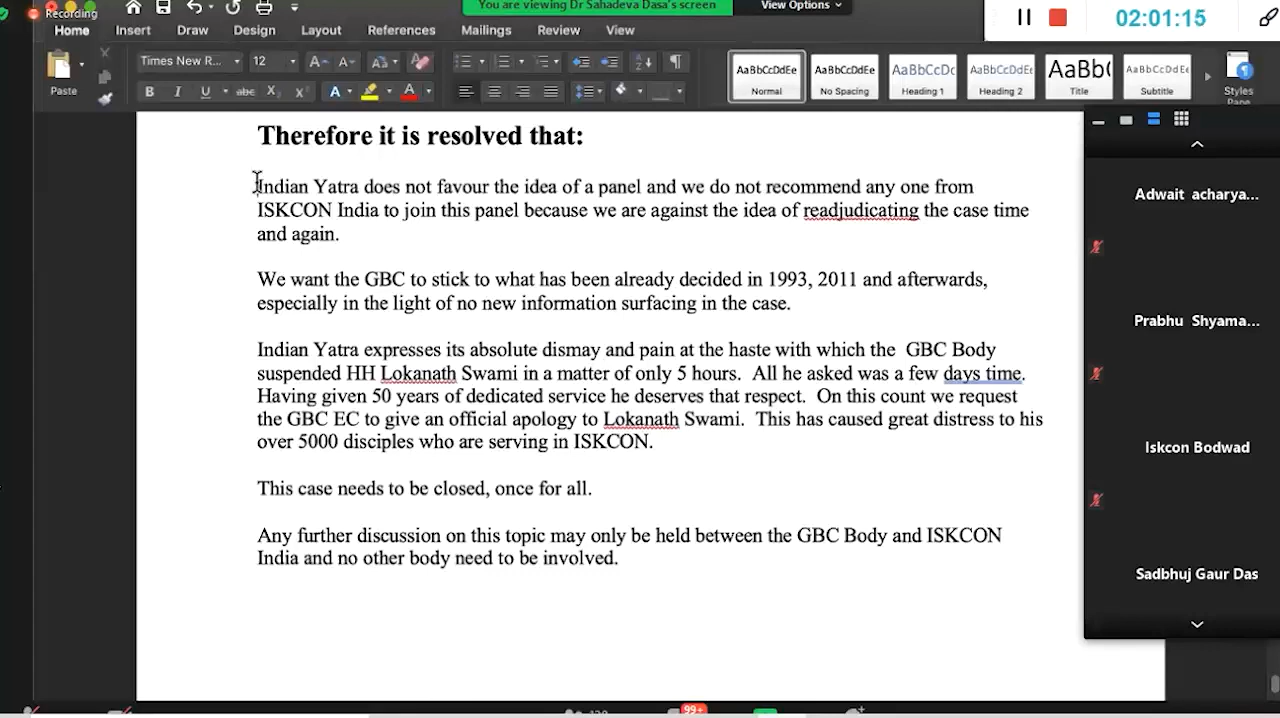 Recording
You are viewing Dr Sahadeva Dasa's screen
View Options
02:01:15
Home Insert Draw Design Layout References Mailings Review View
Paste
Times New R... 12
AaBbCcDdEe AaBbCcDdEe AaBbCcDc AaBbCcDdEe AaBb( AaBbCcDdEe
Normal No Spacing Heading 1 Heading 2 Title Subtitle
Styles
Pane
Therefore it is resolved that:
Indian Yatra does not favour the idea of a panel and we do not recommend any one from
ISKCON India to join this panel because we are against the idea of readjudicating the case time
and again.
We want the GBC to stick to what has been already decided in 1993, 2011 and afterwards,
especially in the light of no new information surfacing in the case.
Indian Yatra expresses its absolute dismay and pain at the haste with which the GBC Body
suspended HH Lokanath Swami in a matter of only 5 hours. All he asked was a few days time.
Having given 50 years of dedicated service he deserves that respect. On this count we request
the GBC EC to give an official apology to Lokanath Swami. This has caused great distress to his
over 5000 disciples who are serving in ISKCON.
This case needs to be closed, once for all.
Any further discussion on this topic may only be held between the GBC Body and ISKCON
India and no other body need to be involved.
Adwait acharya...
Prabhu Shyama...
Iskcon Bodwad
Sadbhuj Gaur Das
99+